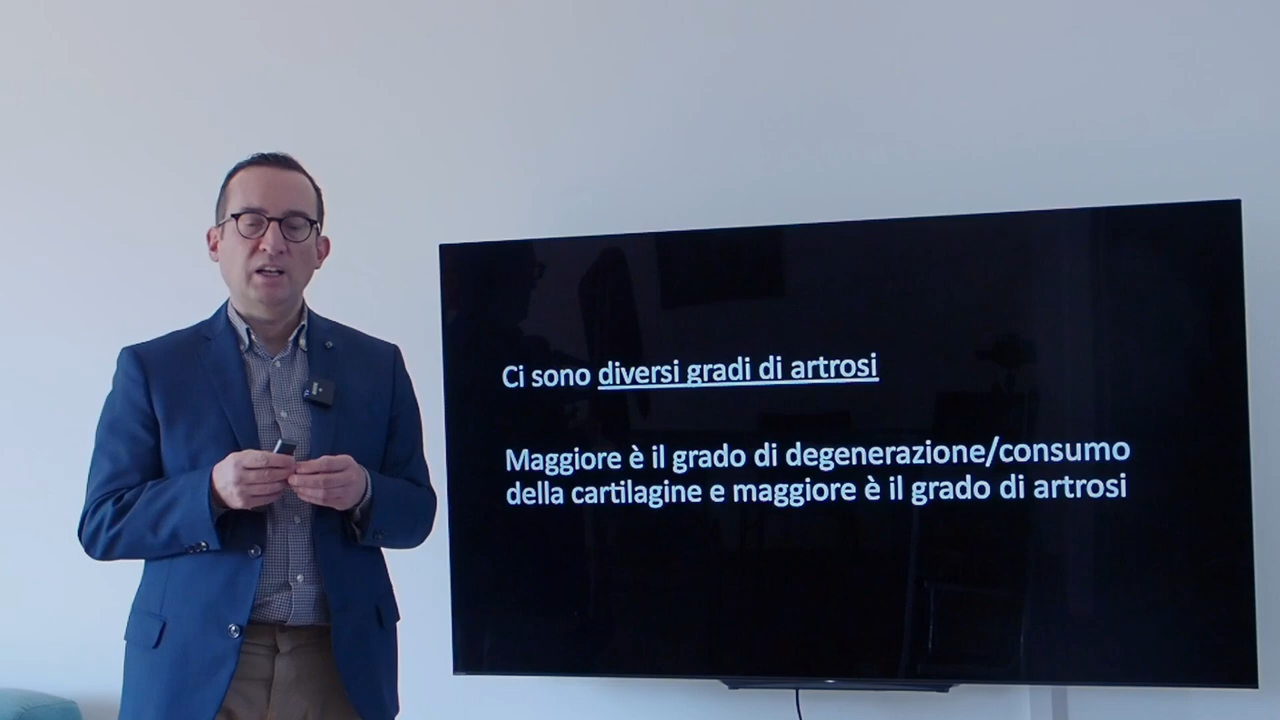 Ci sono diversi gradi di artrosi
Maggiore è il grado di degenerazione/consumo
della cartilagine e maggiore è il grado di artrosi